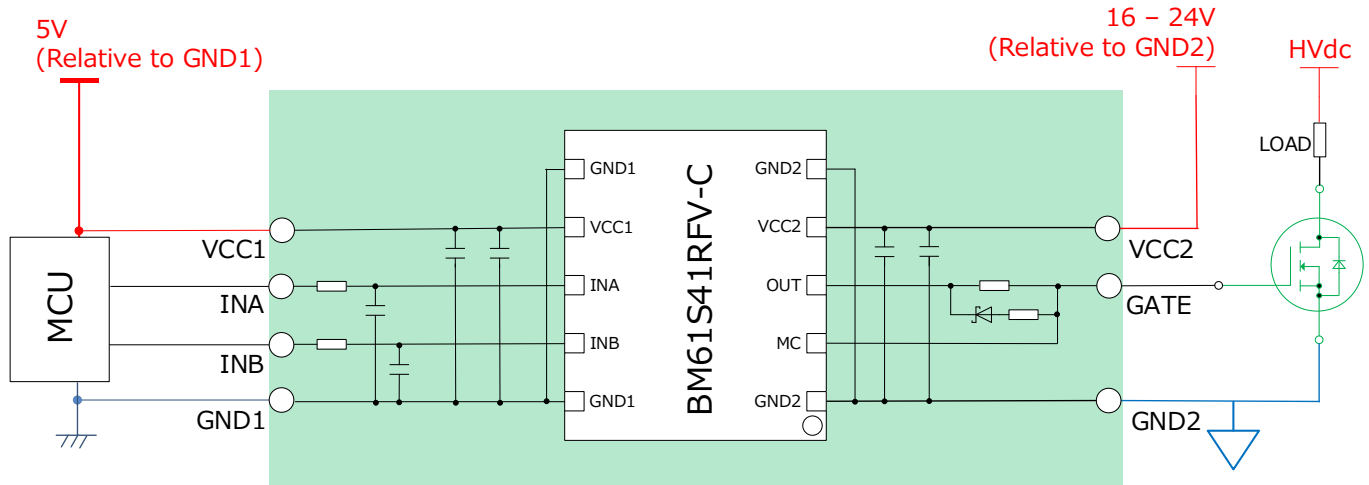 5V
(Relative to GND1)
16 – 24V
(Relative to GND2)
HVdc
LOAD
MCU
VCC1
INA
INB
GND1
GND1
VCC1
INA
INB
GND1
BM61S41RFV-C
GND2
VCC2
OUT
MC
GND2
VCC2
GATE
GND2